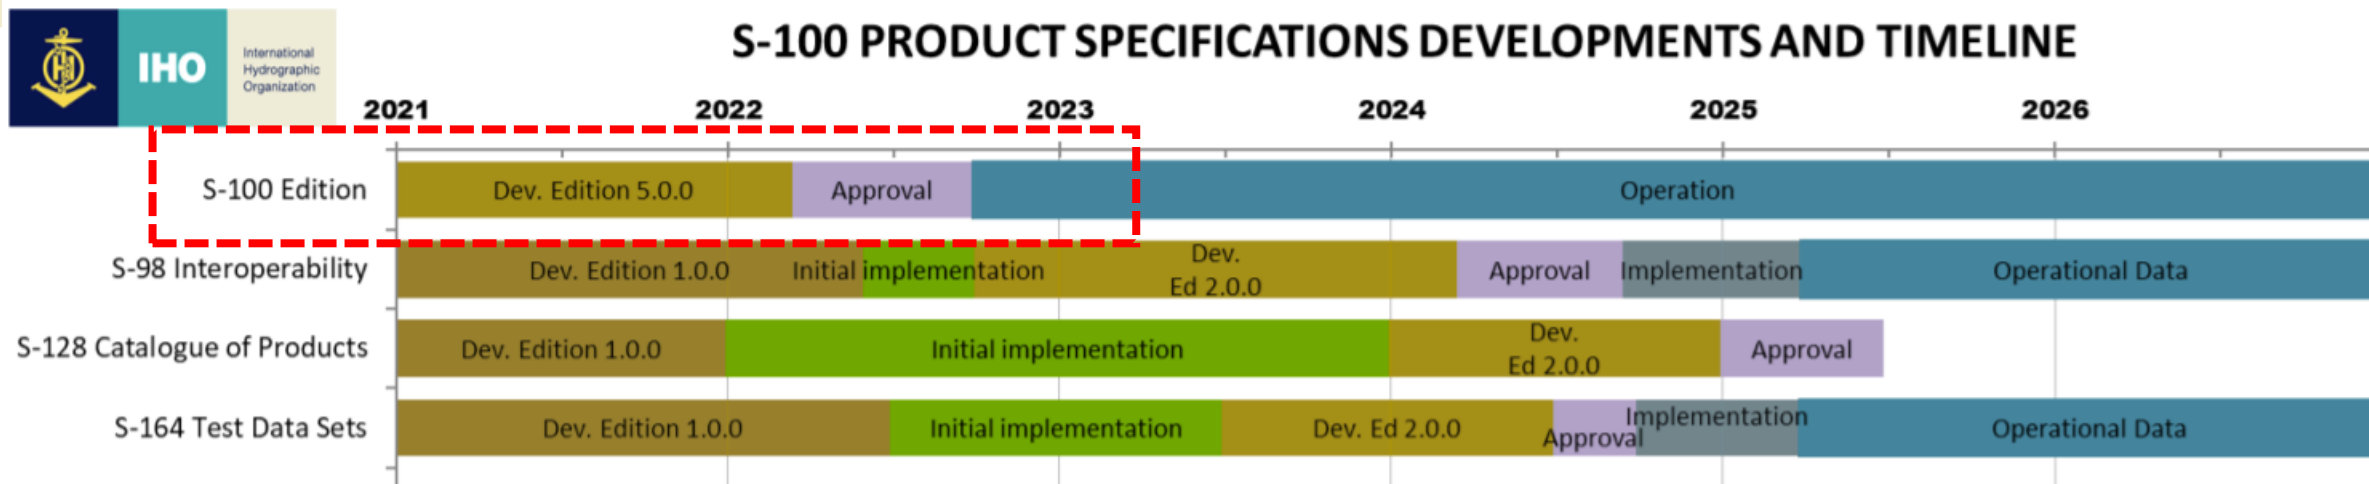 IHO
International
Hydrographic
Organization
S-100 PRODUCT SPECIFICATIONS DEVELOPMENTS AND TIMELINE
2021 2022 2023 2024 2025 2026
S-100 Edition Dev. Edition 5.0.0 Approval Operation
S-98 Interoperability Dev. Edition 1.0.0 Initial implementation Dev.
Ed 2.0.0 Approval Implementation Operational Data
S-128 Catalogue of Products Dev. Edition 1.0.0 Initial implementation Dev.
Ed 2.0.0 Approval
S-164 Test Data Sets Dev. Edition 1.0.0 Initial implementation Dev. Ed 2.0.0 Approval Implementation Operational Data